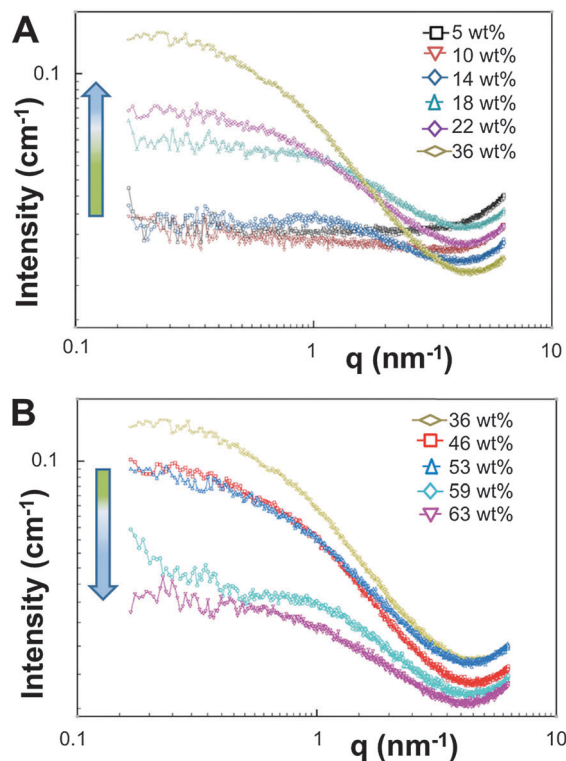 A
5 wt%
10 wt%
14 wt%
18 wt%
22 wt%
36 wt%
0.1
Intensity (cm-1)
0.1
1
10
q (nm-1)
B
36 wt%
46 wt%
53 wt%
59 wt%
63 wt%
0.1
Intensity (cm-1)
0.1
1
10
q (nm-1)